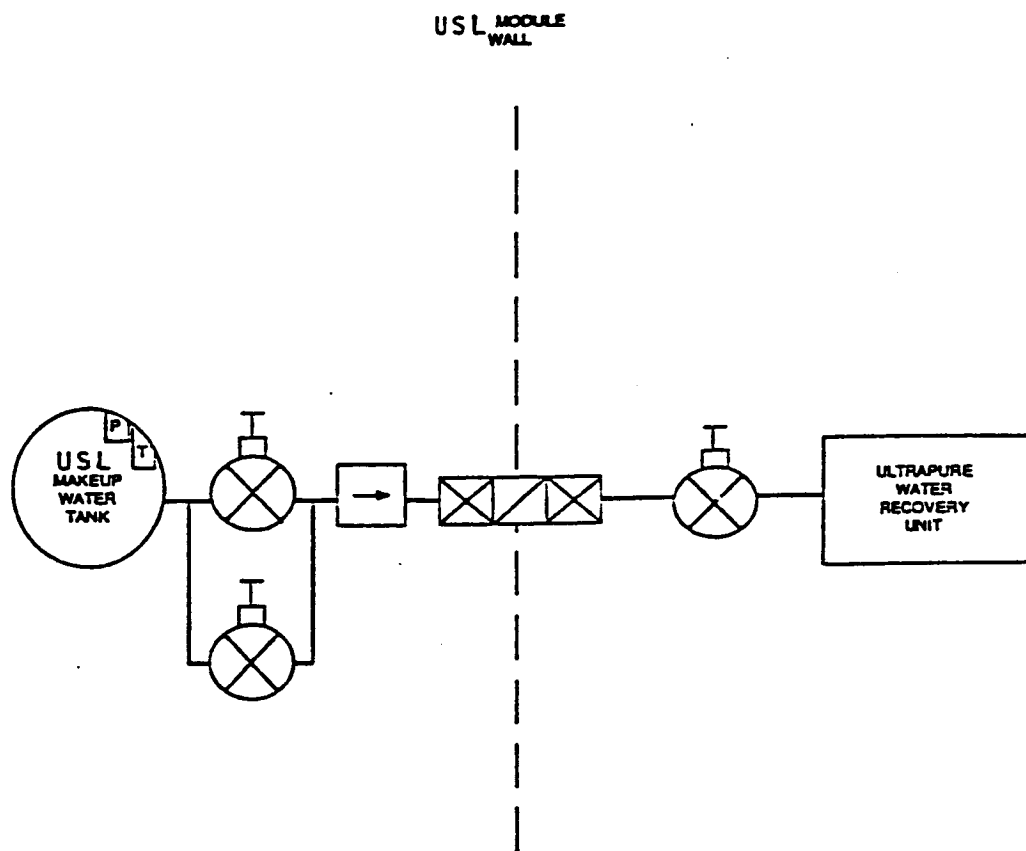 USL MODULE
WALL
P
T
USL
MAKEUP
WATER
TANK
ULTRAPURE
WATER
RECOVERY
UNIT